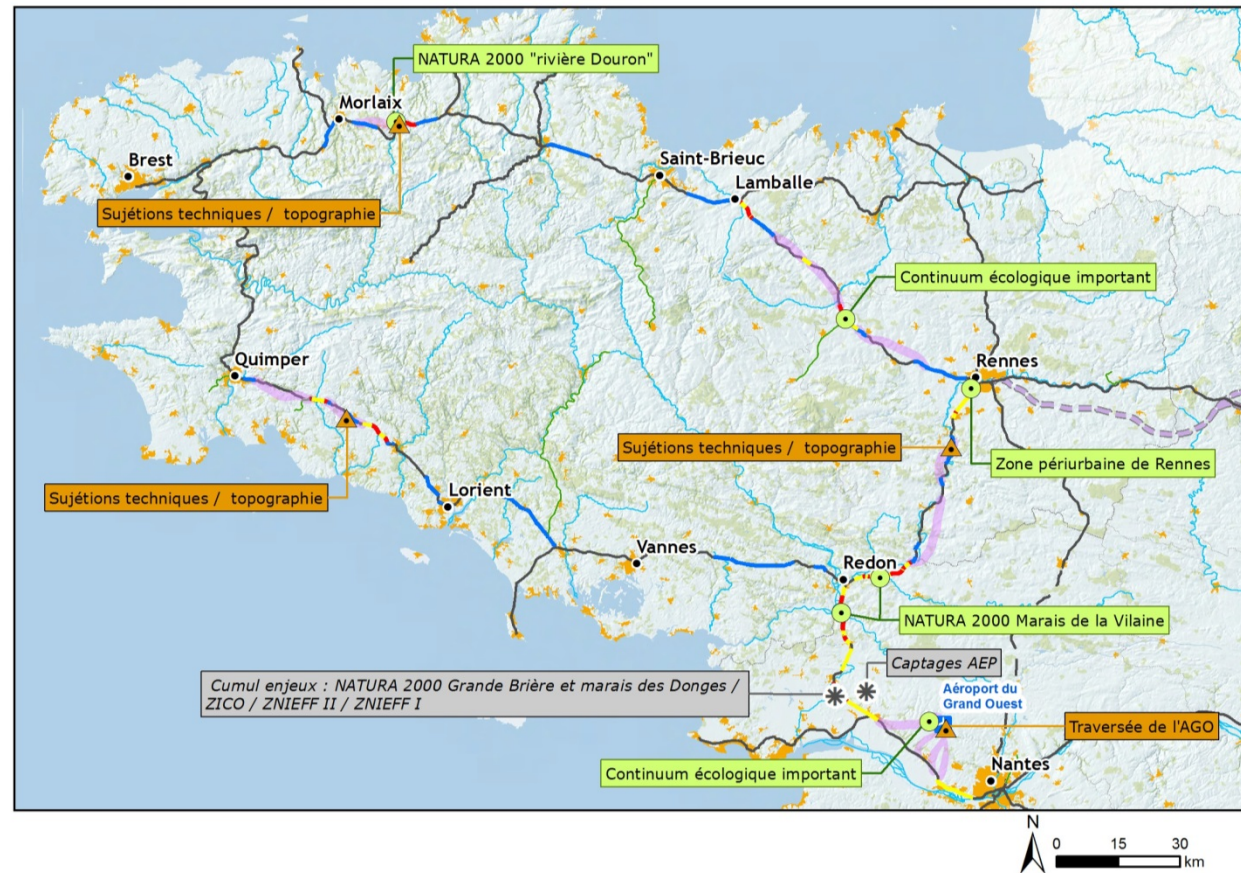 NATURA 2000 "rivière Douron"
Morlaix
Brest
Saint-Brieuc
Lamballe
Sujétions techniques / topographie
Continuum écologique important
Quimper
Rennes
Sujétions techniques / topographie
Zone périurbaine de Rennes
Sujétions techniques / topographie
Lorient
Vannes
Redon
NATURA 2000 Marais de la Vilaine
Captages AEP
Cumul enjeux : NATURA 2000 Grande Brière et marais des Donges /
ZICO / ZNIEFF II / ZNIEFF I
Aéroport du
Grand Ouest
Traversée de l'AGO
Continuum écologique important
Nantes
N
0 15 30
km